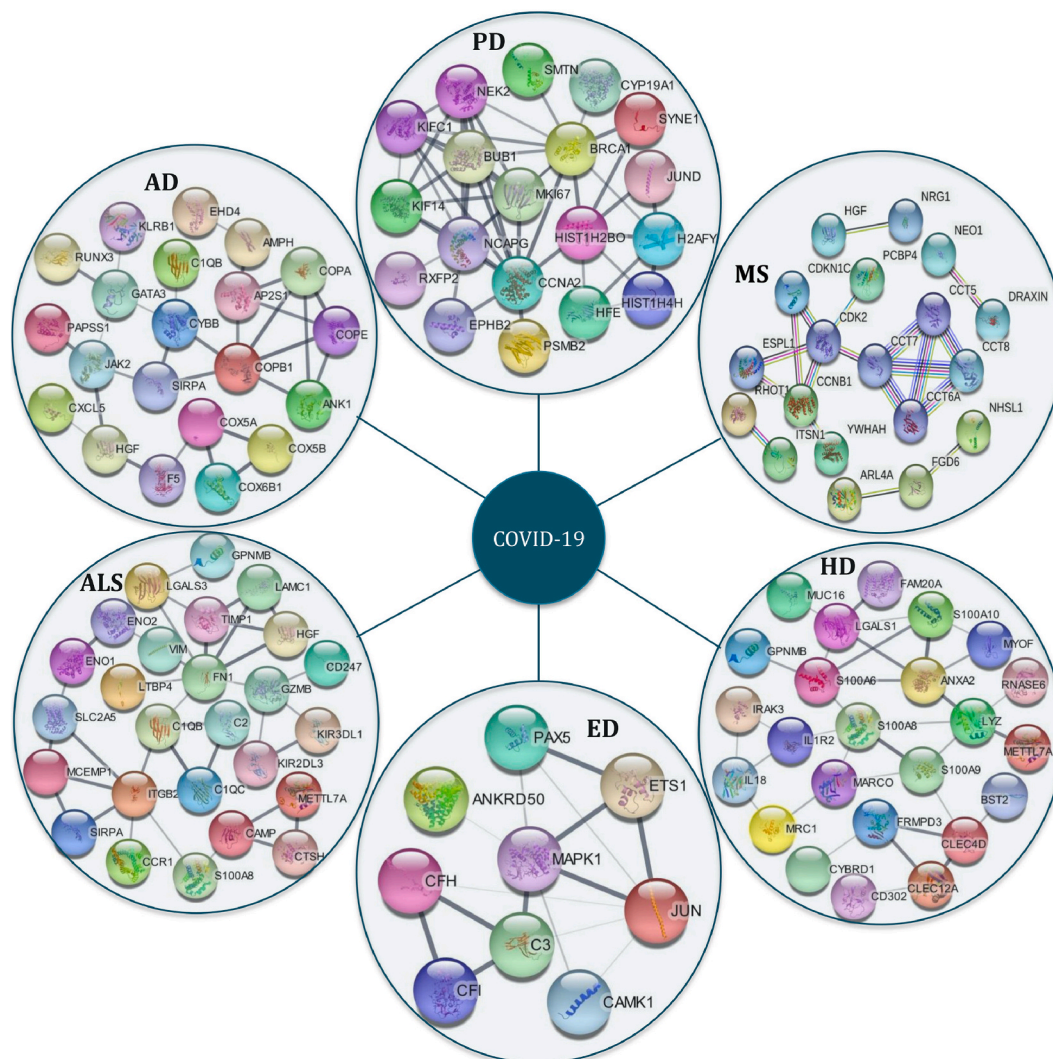 PD
SMTN
NEK2
CYP19A1
KIFC1
SYNE1
BRCA1
BUB1
JUND
MKI67
KIF14
HIST1H2BO
H2AFY
NCAPG
RXFP2
CCNA2
HIST1H4H
HFE
EPHB2
PSMB2
AD
EHD4
KLRB1
AMPH
RUNX3
C1QB
COPA
GATA3
AP2S1
PAPSS1
CYBB
COPE
JAK2
COPB1
SIRPA
ANK1
CXCL5
COX5A
HGF
COX5B
F5
COX6B1
MS
HGF
NRG1
NEO1
CDKN1C
PCBP4
CCT5
DRAXIN
CDK2
ESPL1
CCT7
CCT8
RHOT1
CCNB1
CCT6A
NHSL1
ITSN1
YWHAH
FGD6
ARL4A
COVID-19
ALS
GPNMB
LGALS3
LAMC1
ENO2
TIMP1
HGF
VIM
ENO1
FN1
CD247
LTBP4
GZMB
SLC2A5
C1QB
C2
KIR3DL1
KIR2DL3
MCEMP1
ITGB2
C1QC
METTL7A
SIRPA
CAMP
CCR1
S100A8
CTSH
ED
PAX5
ETS1
ANKRD50
MAPK1
CFH
JUN
C3
CFI
CAMK1
HD
FAM20A
MUC16
LGALS1
S100A10
GPNMB
MYOF
S100A6
ANXA2
RNASE6
IRAK3
S100A8
LYZ
IL1R2
METTL7A
IL18
MARCO
S100A9
BST2
MRC1
FRMPD3
CLEC4D
CYBRD1
CD302
CLEC12A